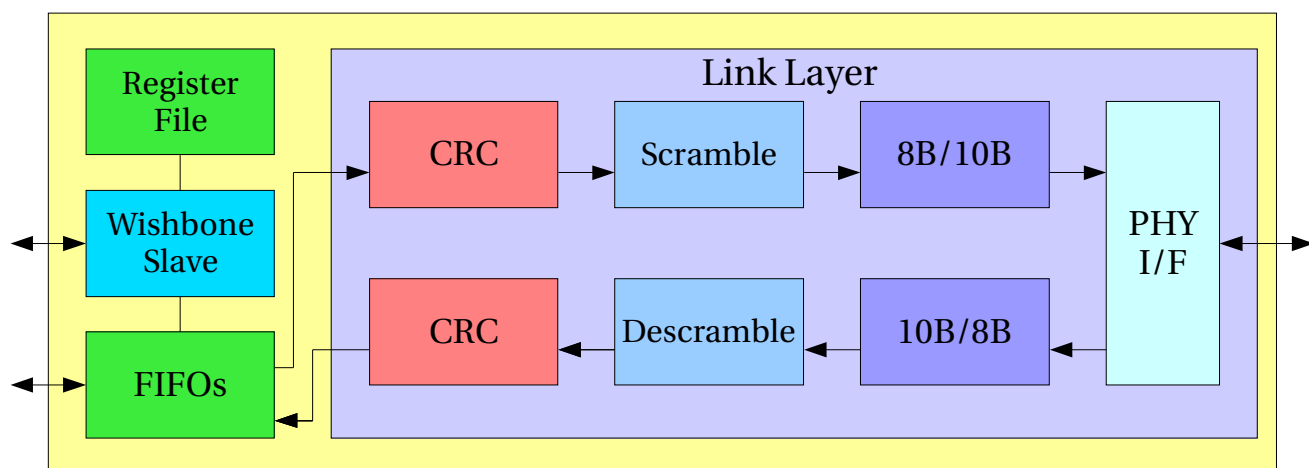 Register
File
Wishbone
Slave
FIFOs
Link Layer
CRC
Scramble
8B/10B
PHY
I/F
CRC
Descramble
10B/8B